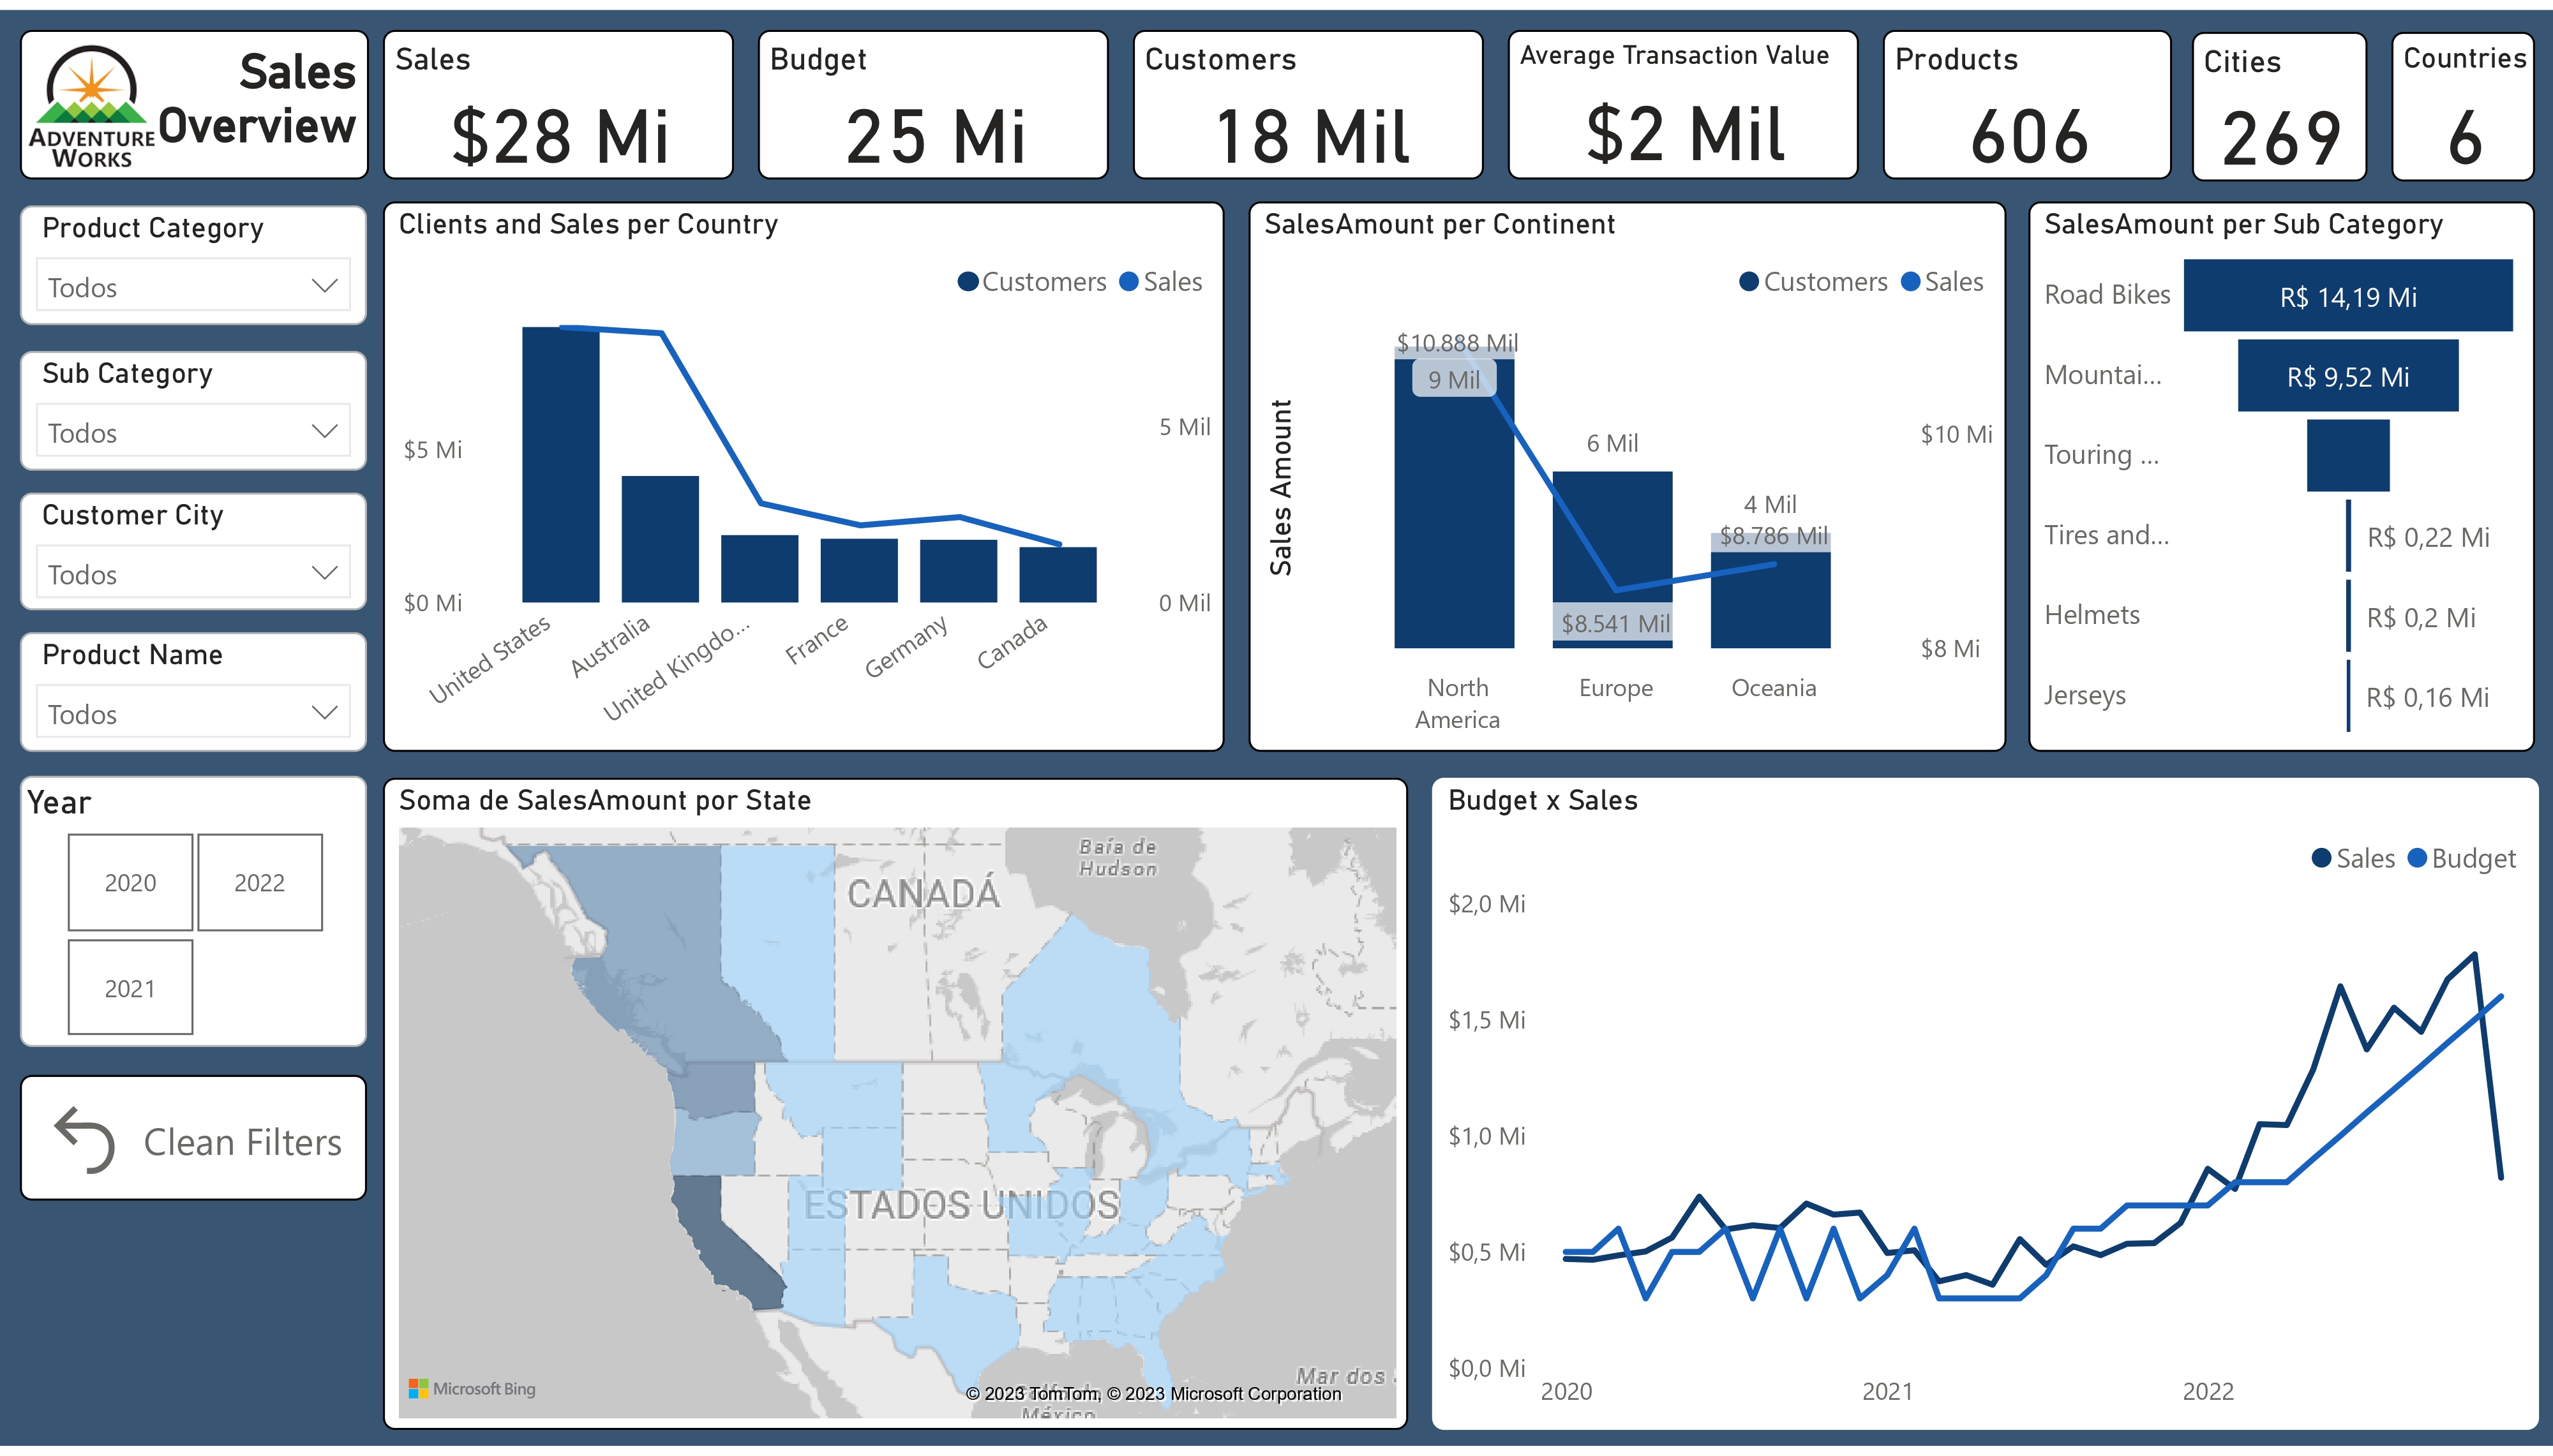 ADVENTURE
WORKS
Sales
Overview
Sales
$28 Mi
Budget
25 Mi
Customers
18 Mil
Average Transaction Value
$2 Mil
Products
606
Cities
269
Countries
6
Product Category
Todos
Sub Category
Todos
Customer City
Todos
Product Name
Todos
Year
2020
2022
2021
Clean Filters
Clients and Sales per Country
Customers
Sales
$5 Mi
$0 Mi
5 Mil
0 Mil
United States
Australia
United Kingdo...
France
Germany
Canada
SalesAmount per Continent
Customers
Sales
Sales Amount
$10.888 Mil
9 Mil
6 Mil
$8.541 Mil
4 Mil
$8.786 Mil
$10 Mi
$8 Mi
North
America
Europe
Oceania
SalesAmount per Sub Category
Road Bikes
R$ 14,19 Mi
Mountai...
R$ 9,52 Mi
Touring ...
Tires and...
R$ 0,22 Mi
Helmets
R$ 0,2 Mi
Jerseys
R$ 0,16 Mi
Soma de SalesAmount por State
Baía de
Hudson
CANADÁ
ESTADOS UNIDOS
Mar dos
Microsoft Bing
© 2023 TomTom, © 2023 Microsoft Corporation
México
Budget x Sales
Sales
Budget
$2,0 Mi
$1,5 Mi
$1,0 Mi
$0,5 Mi
$0,0 Mi
2020
2021
2022